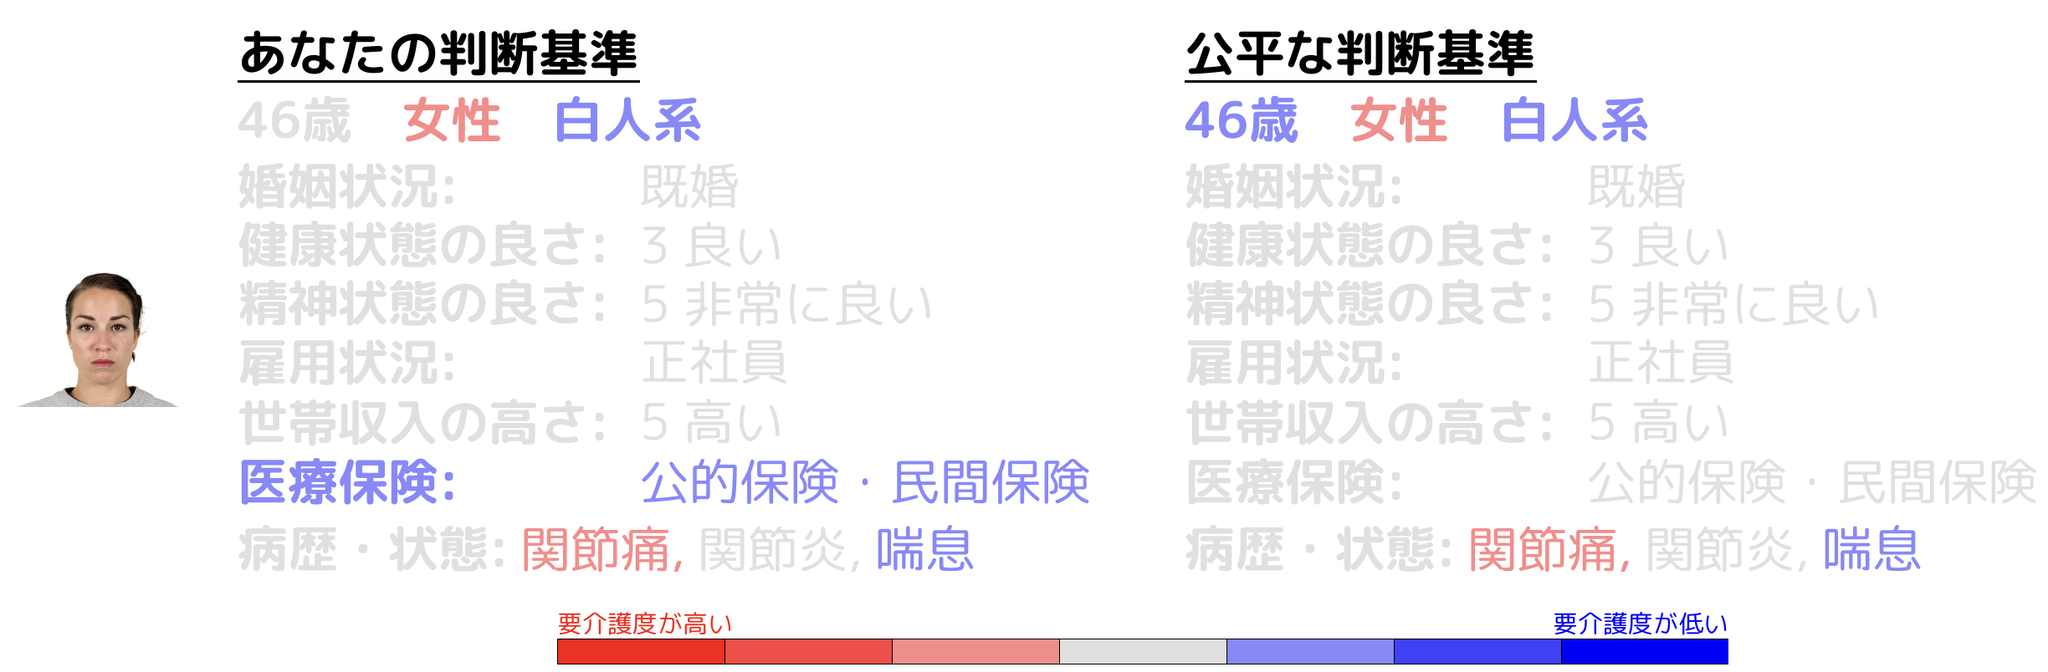 あなたの判断基準
46歳 女性 白人系
婚姻状況: 既婚
健康状態の良さ: 3 良い
精神状態の良さ: 5 非常に良い
雇用状況: 正社員
世帯収入の高さ: 5 高い
医療保険: 公的保険・民間保険
病歴・状態: 関節痛, 関節炎, 喘息
公平な判断基準
46歳 女性 白人系
婚姻状況: 既婚
健康状態の良さ: 3 良い
精神状態の良さ: 5 非常に良い
雇用状況: 正社員
世帯収入の高さ: 5 高い
医療保険: 公的保険・民間保険
病歴・状態: 関節痛, 関節炎, 喘息
要介護度が高い
要介護度が低い